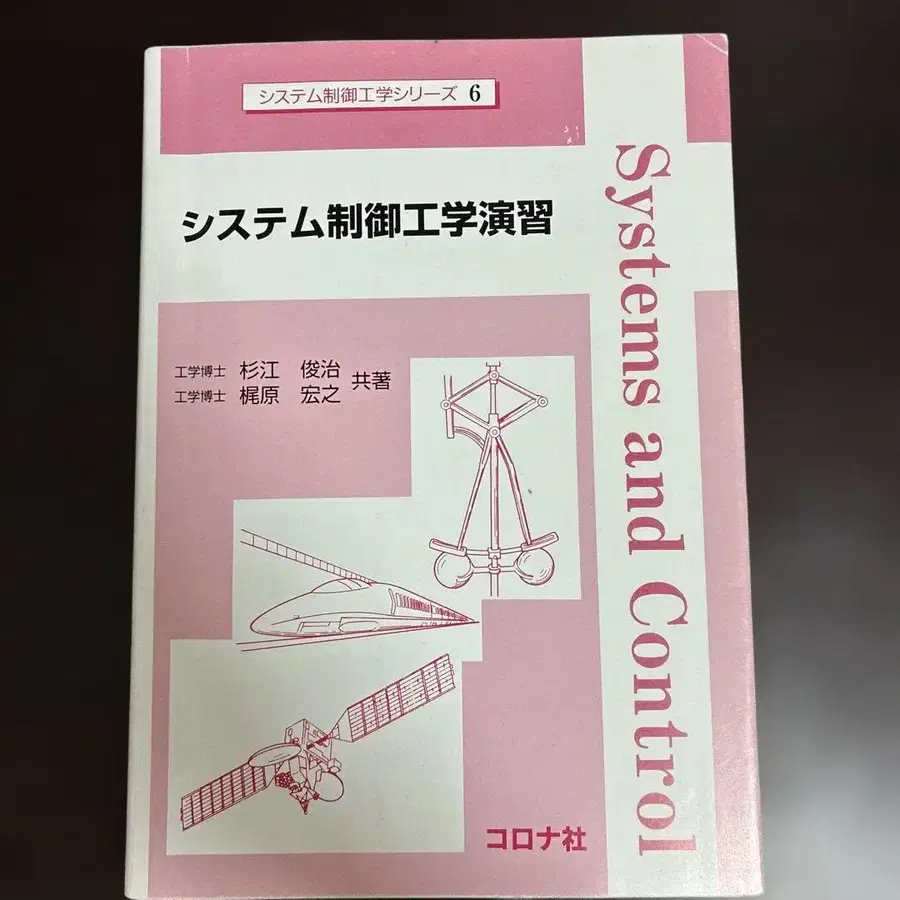 システム制御工学シリーズ 6
システム制御工学演習
工学博士 杉江 俊治
工学博士 梶原 宏之 共著
Systems and Control
コロナ社